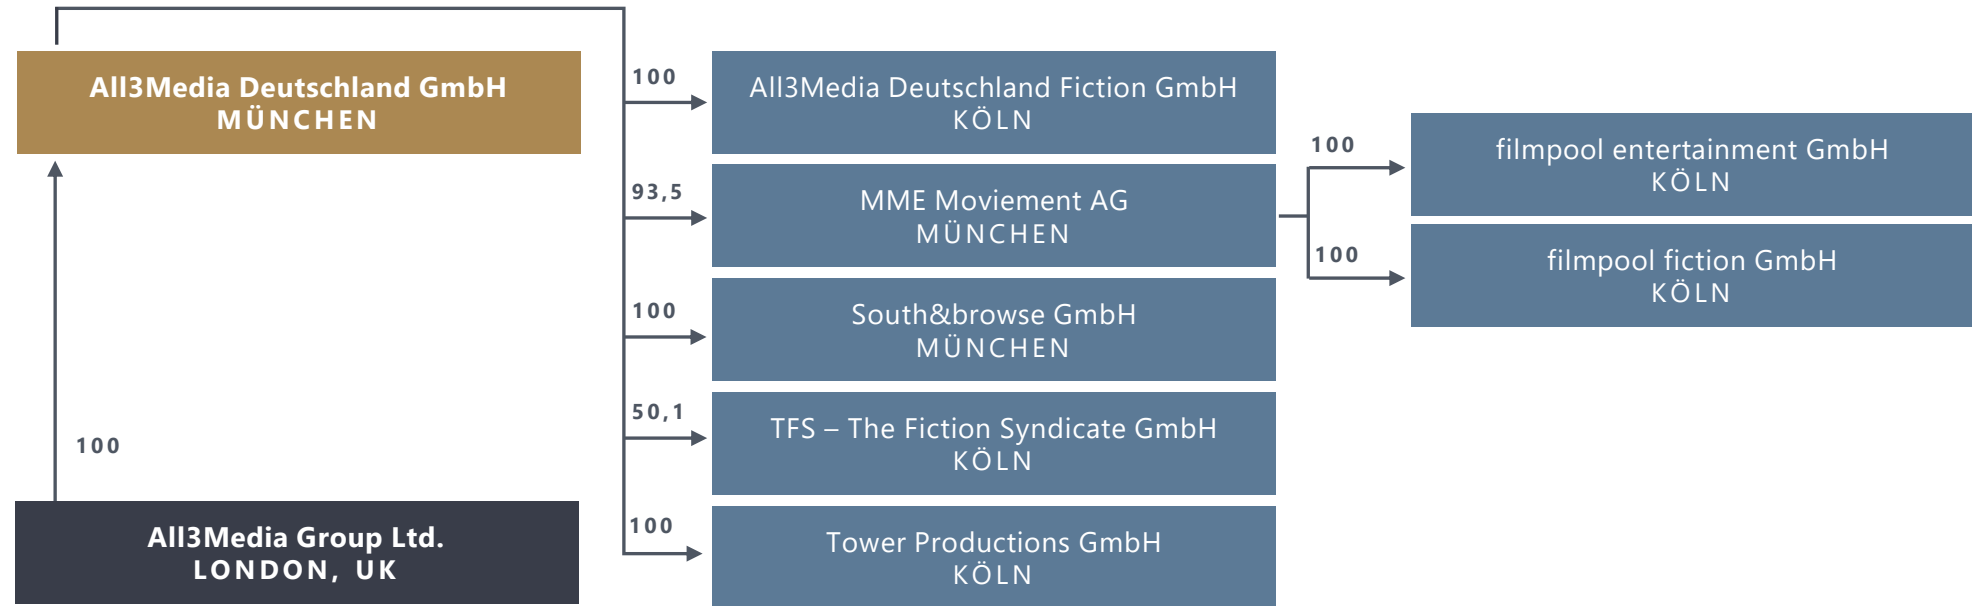 All3Media Deutschland GmbH
MÜNCHEN
100
All3Media Group Ltd.
LONDON, UK
100
All3Media Deutschland Fiction GmbH
KÖLN
93,5
MME Moviement AG
MÜNCHEN
100
South&browse GmbH
MÜNCHEN
50,1
TFS – The Fiction Syndicate GmbH
KÖLN
100
Tower Productions GmbH
KÖLN
100
filmpool entertainment GmbH
KÖLN
100
filmpool fiction GmbH
KÖLN